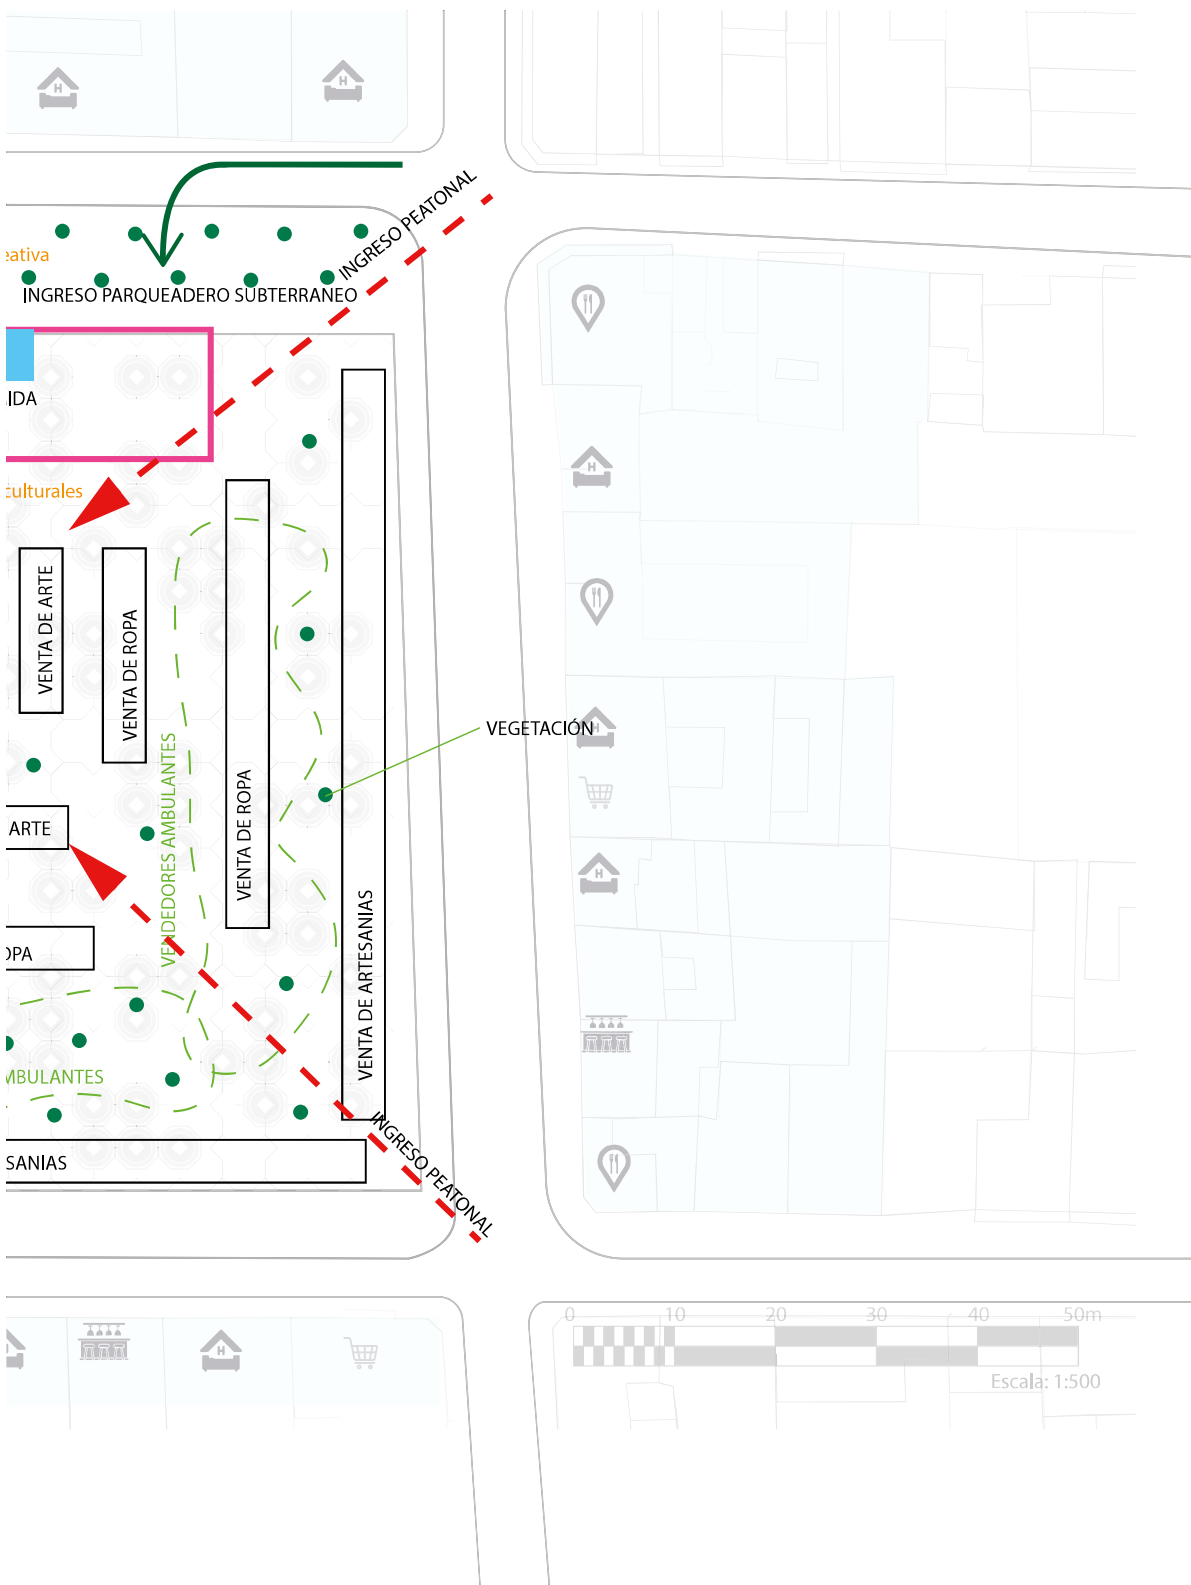 H
H
INGRESO PEATONAL
eativa
INGRESO PARQUEADERO SUBTERRANEO
IDA
culturales
H
VENTA DE ARTE
VENTA DE ROPA
VENTA DE ROPA
VENDEDORES AMBULANTES
VEGETACIÓN
H
ARTE
H
OPA
VENTA DE ARTESANIAS
MBULANTES
SANIAS
INGRESO PEATONAL
0 10 20 30 40 50m
H
Escala: 1:500